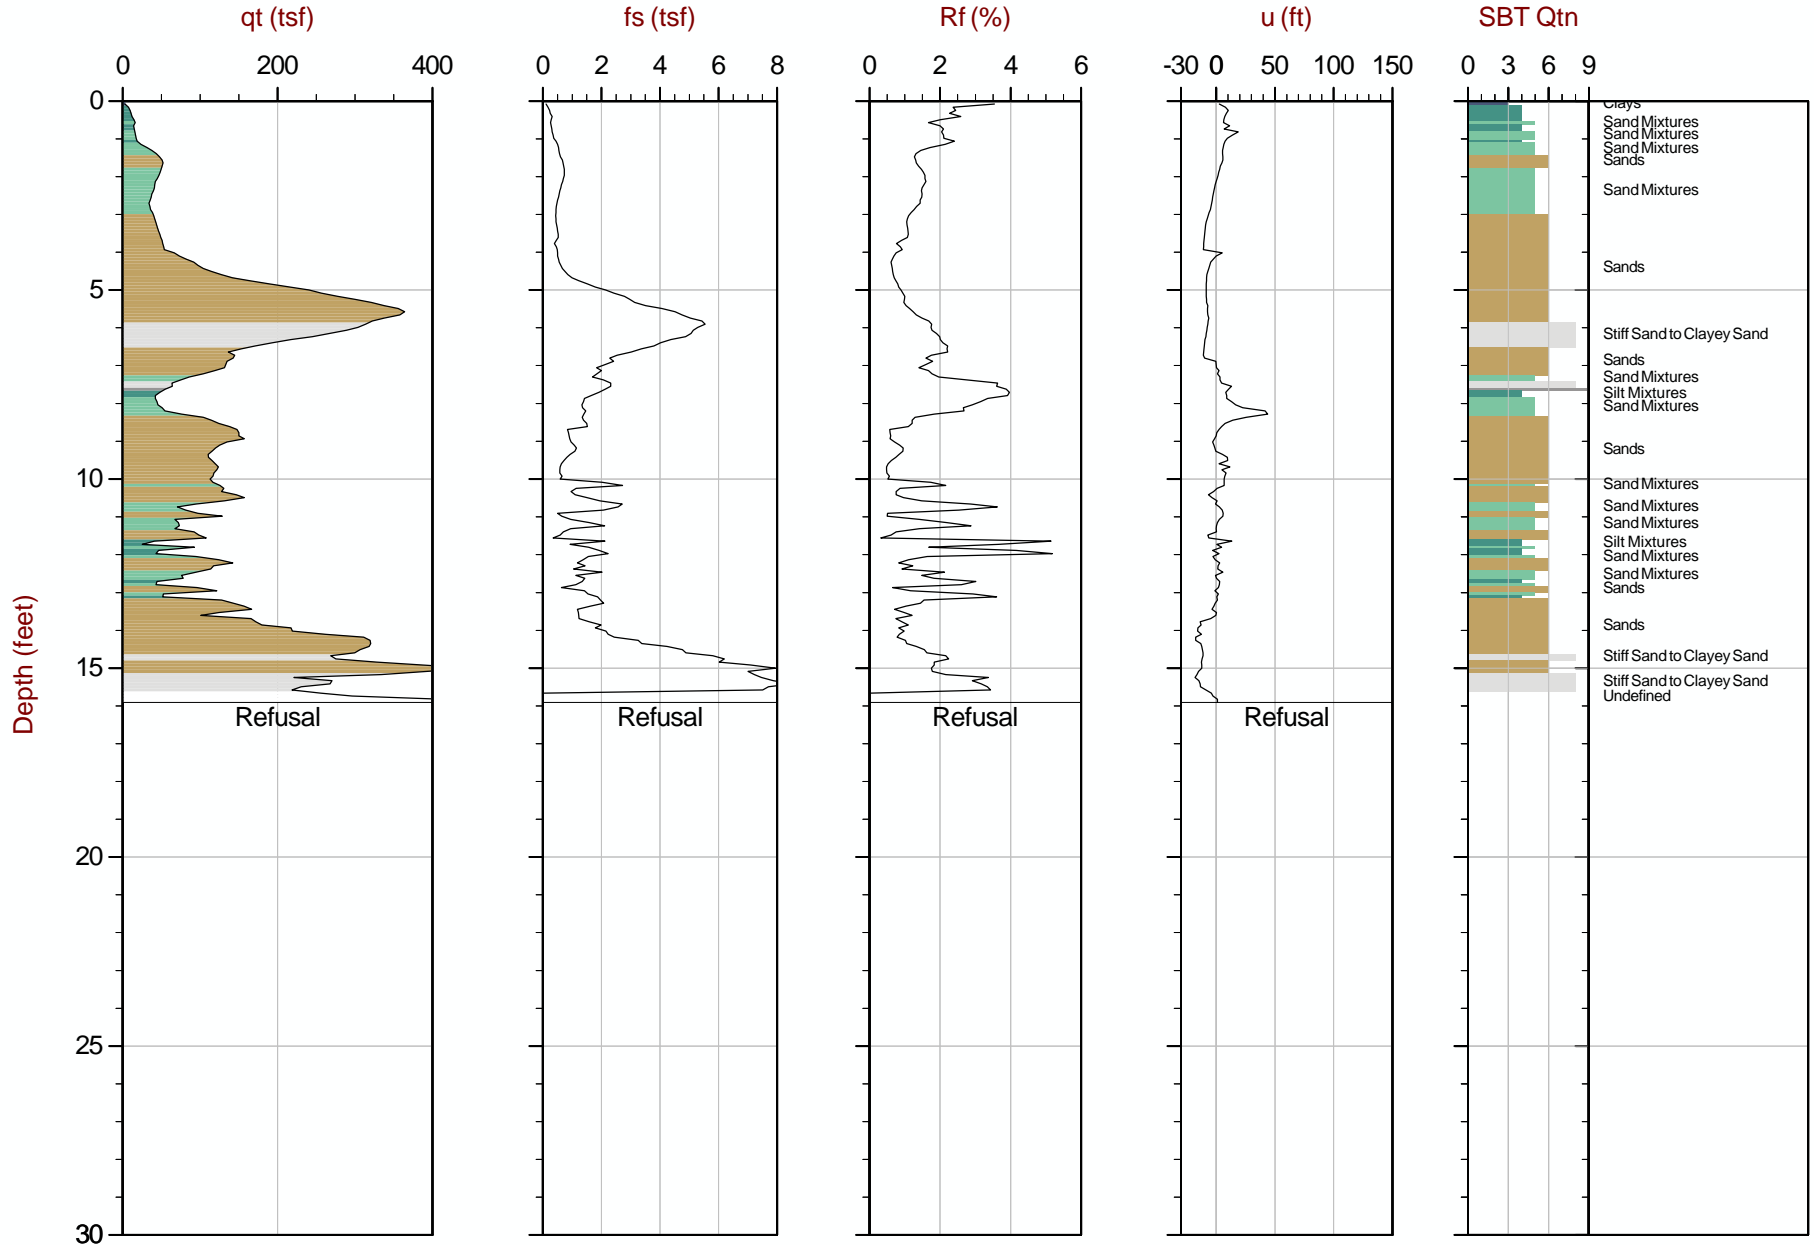 qt (tsf) fs (tsf) Rf (%) u (ft) SBT Qtn
0 200 400 0 2 4 6 8 0 2 4 6 -30 0 50 100 150 0 3 6 9
0
5
10
15
20
25
30
Depth (feet)
Clays
Sand Mixtures
Sand Mixtures
Sand Mixtures
Sands
Sand Mixtures
Sands
Stiff Sand to Clayey Sand
Sands
Sand Mixtures
Silt Mixtures
Sand Mixtures
Sands
Sand Mixtures
Sand Mixtures
Sand Mixtures
Silt Mixtures
Sand Mixtures
Sand Mixtures
Sands
Sands
Stiff Sand to Clayey Sand
Stiff Sand to Clayey Sand
Undefined
Refusal Refusal Refusal Refusal